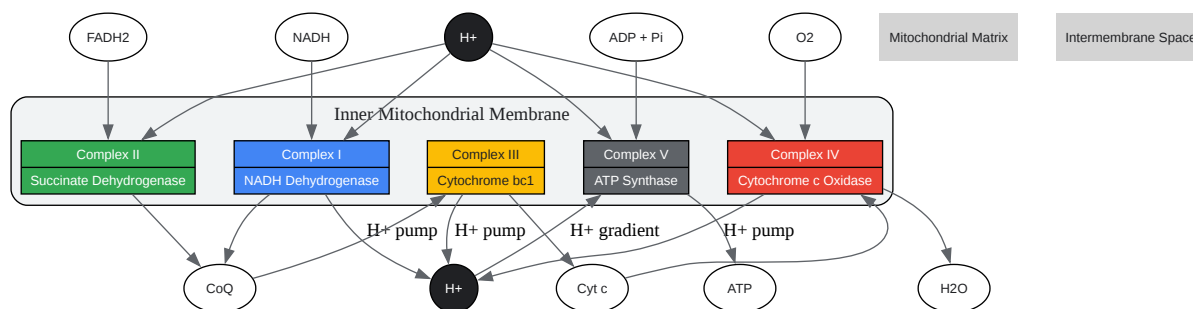 FADH2
NADH
H+
ADP + Pi
O2
Mitochondrial Matrix
Intermembrane Space
Inner Mitochondrial Membrane
Complex II
Succinate Dehydrogenase
Complex I
NADH Dehydrogenase
Complex III
Cytochrome bc1
Complex V
ATP Synthase
Complex IV
Cytochrome c Oxidase
H+ pump
H+ pump
H+ gradient
H+ pump
CoQ
H+
Cyt c
ATP
H2O